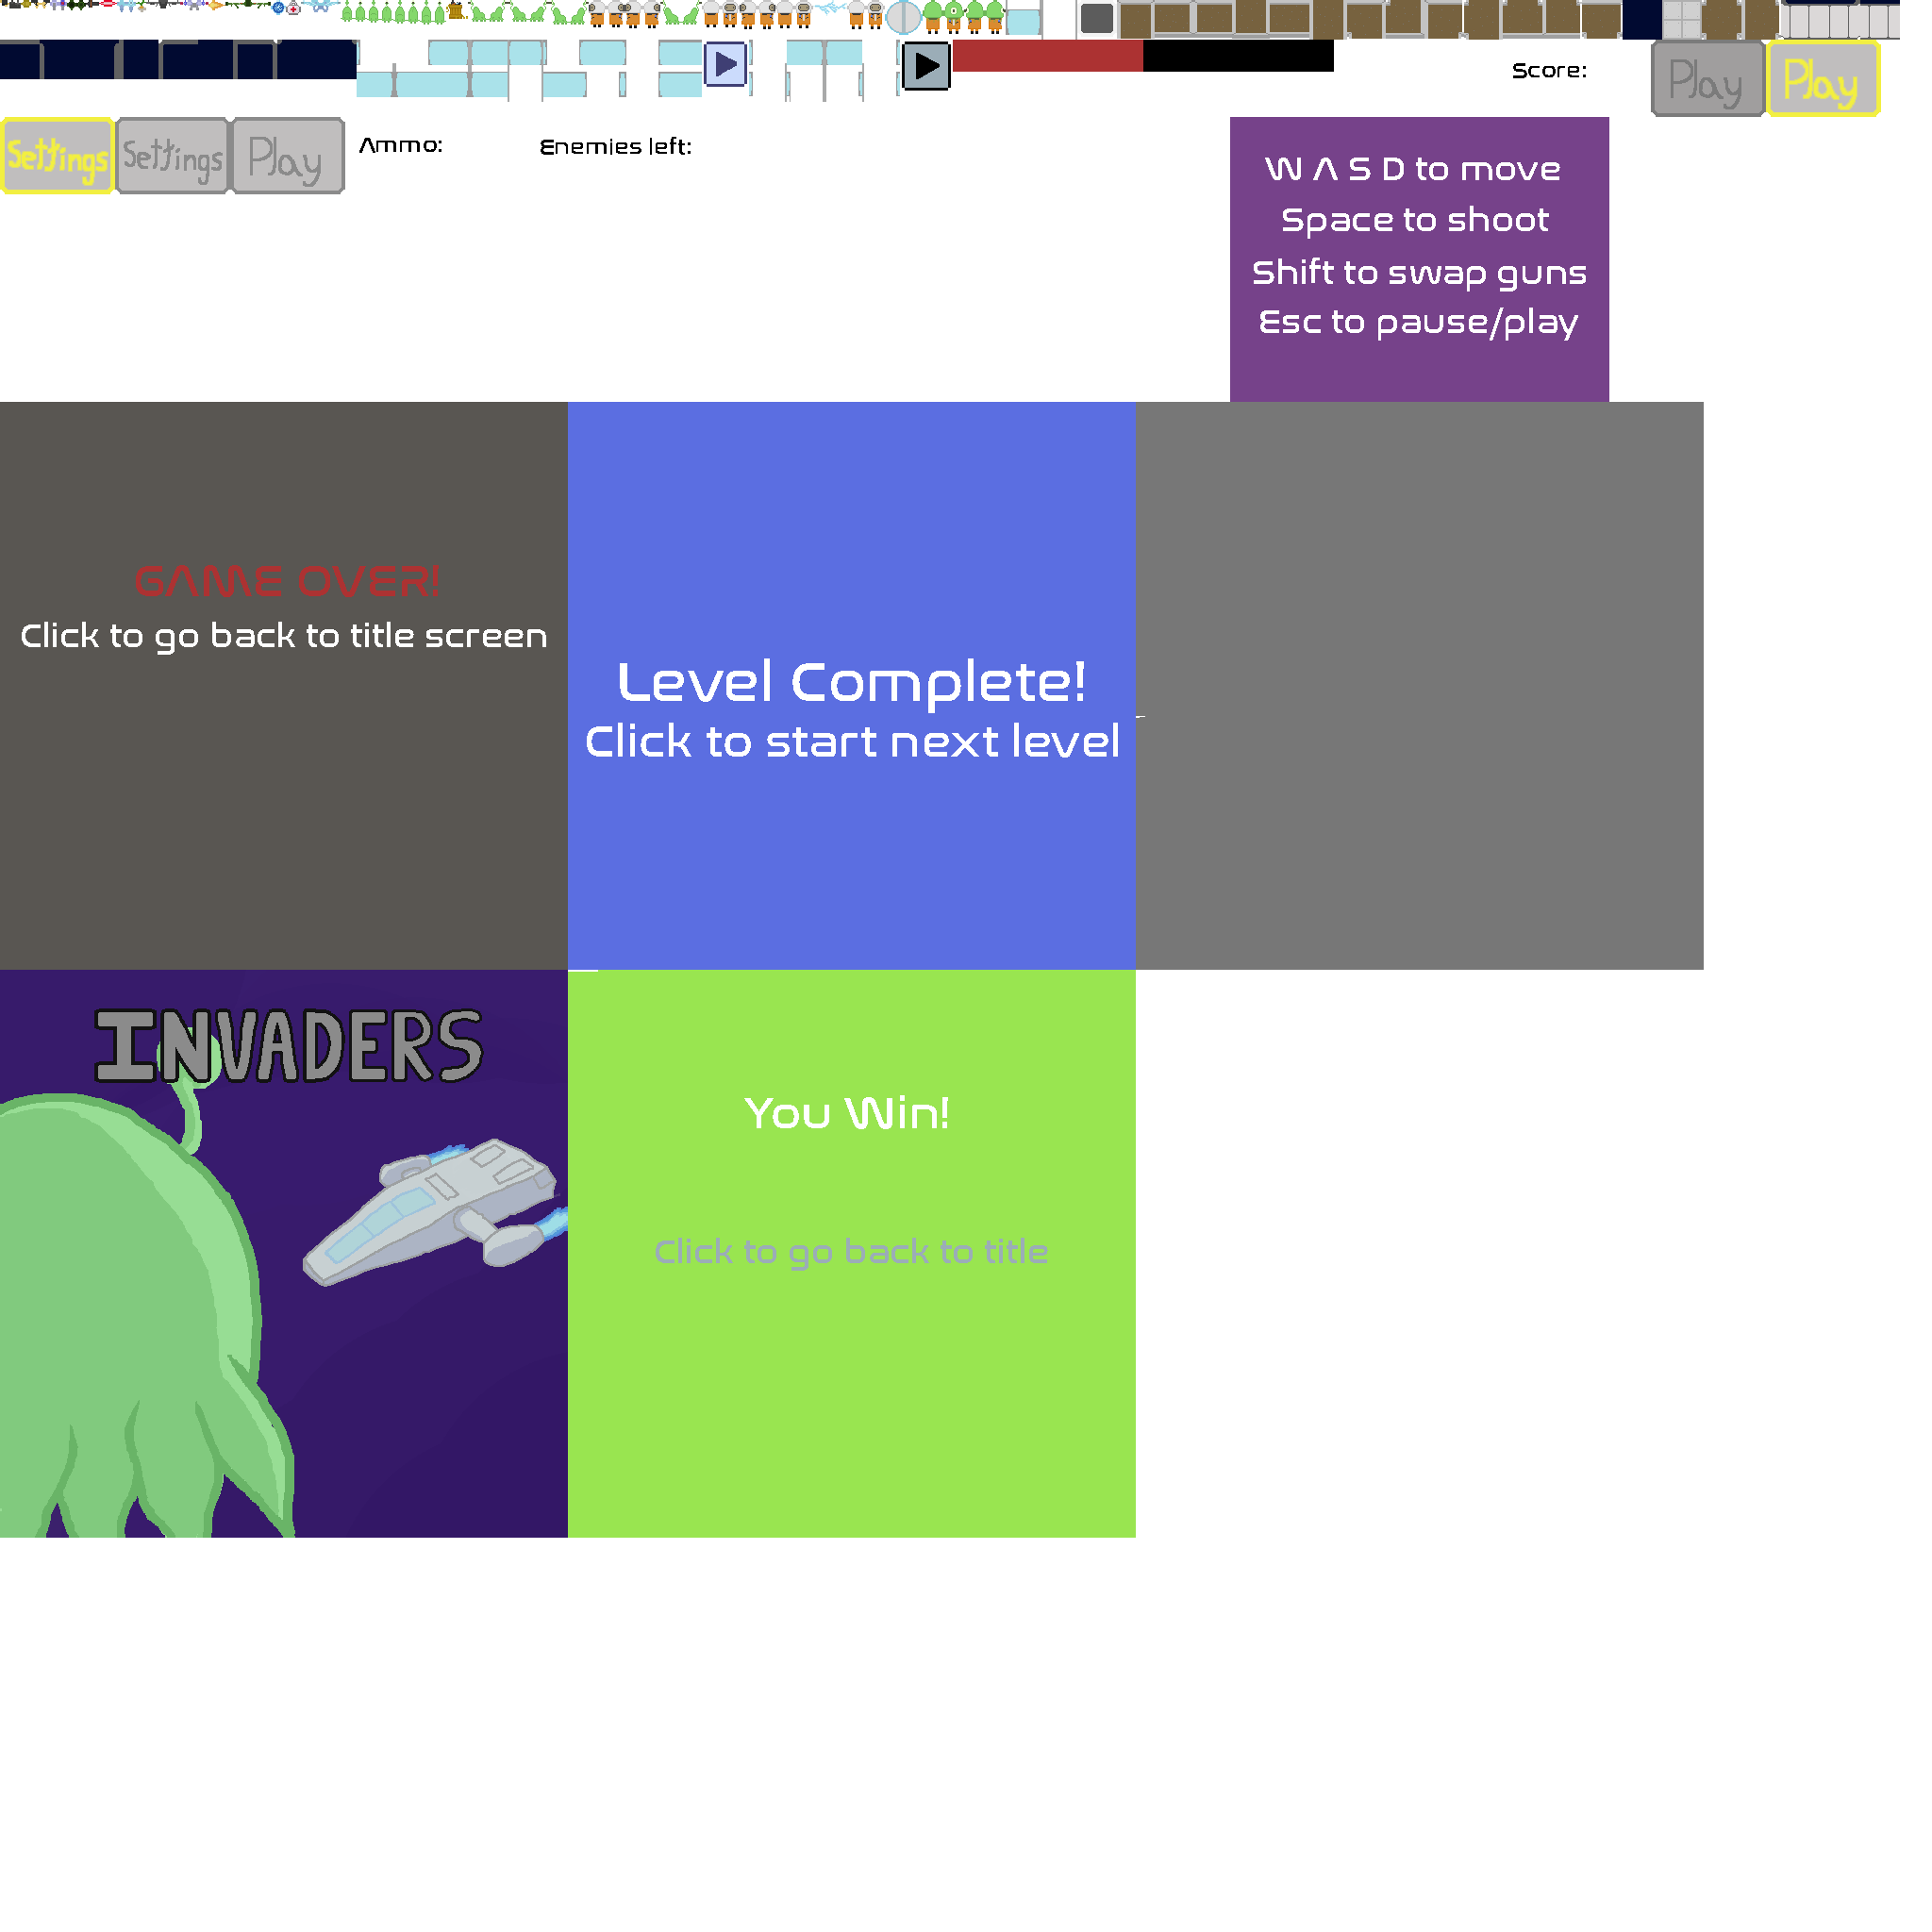 Score:
Play
Play
Settings
Settings
Play
Ammo:
Enemies left:
W A S D to move
Space to shoot
Shift to swap guns
Esc to pause/play
GAME OVER!
Click to go back to title screen
Level Complete!
Click to start next level
INVADERS
You Win!
Click to go back to title